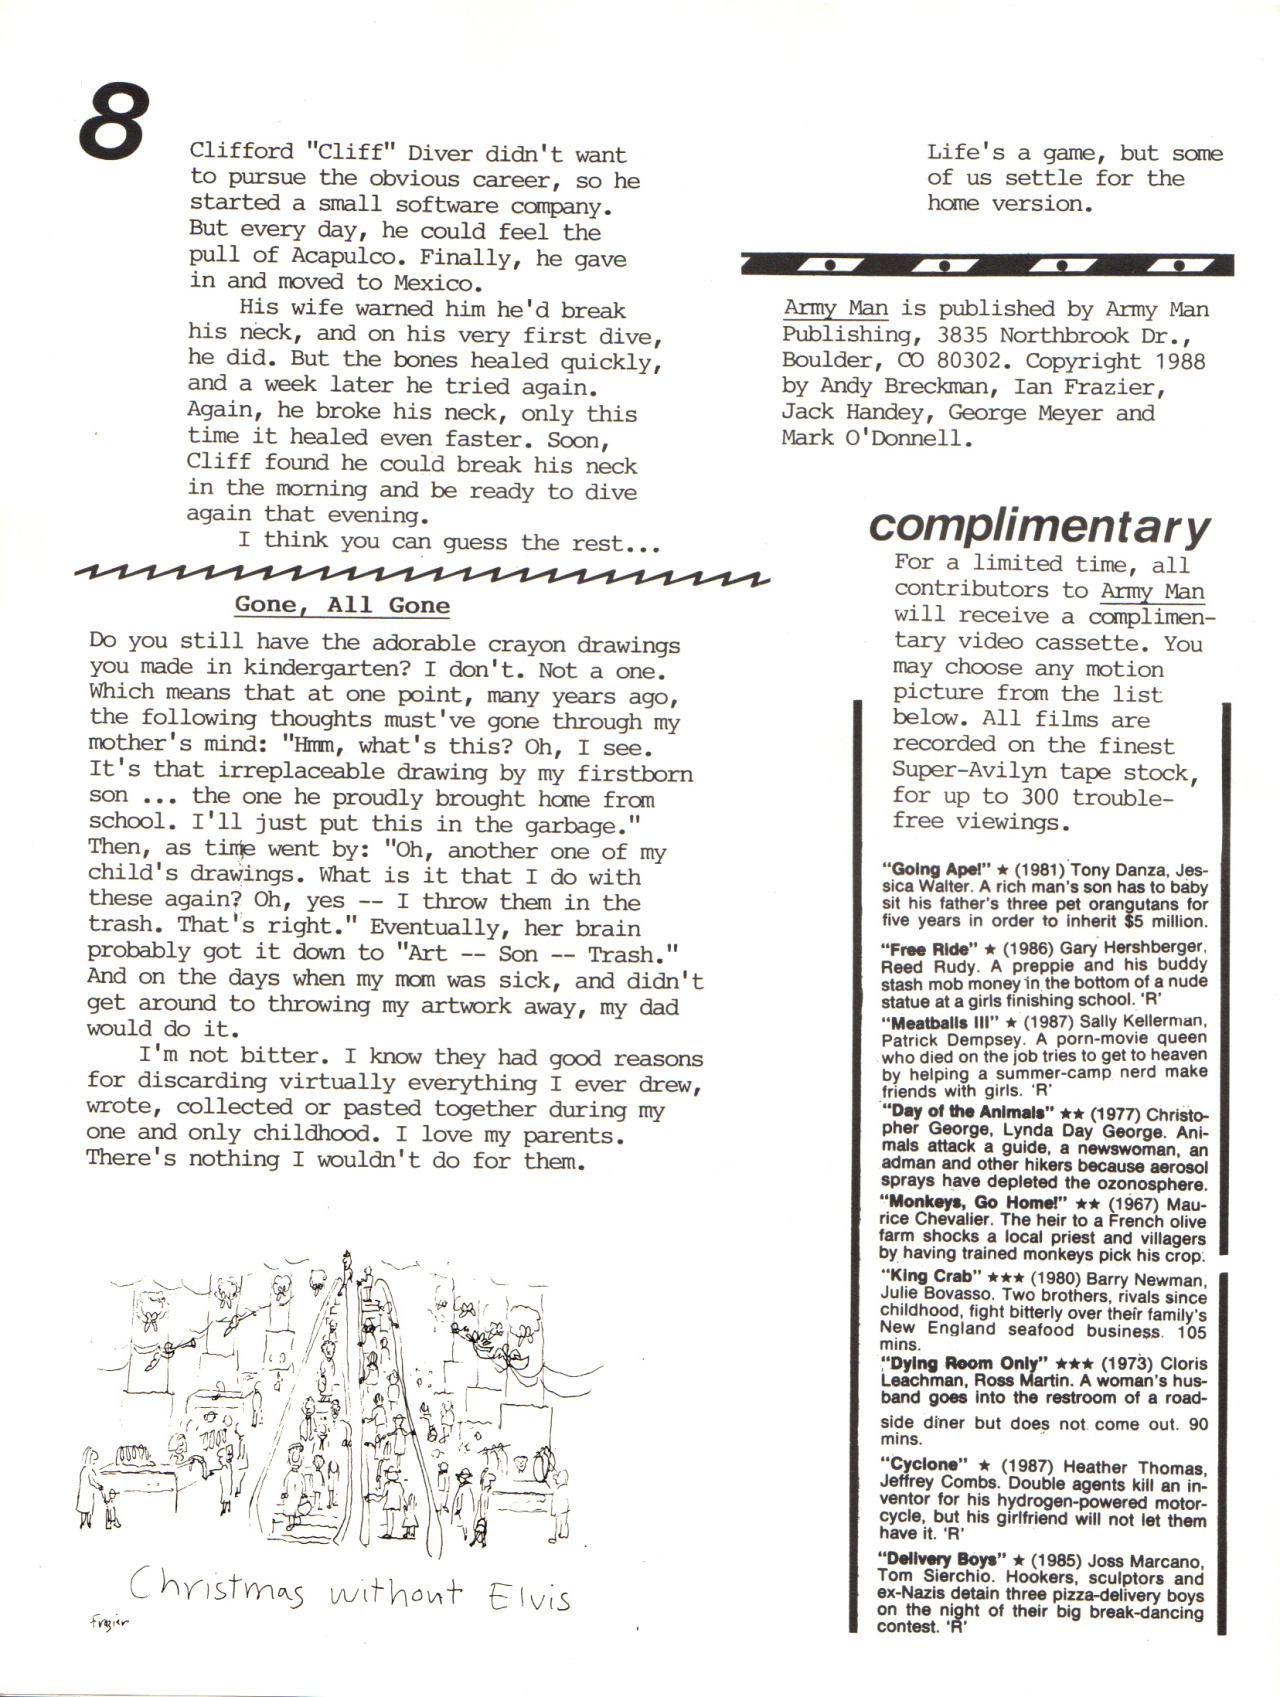 8
Clifford "Cliff" Diver didn't want
to pursue the obvious career, so he
started a small software company.
But every day, he could feel the
pull of Acapulco. Finally, he gave
in and moved to Mexico.
His wife warned him he'd break
his neck, and on his very first dive,
he did. But the bones healed quickly,
and a week later he tried again.
Again, he broke his neck, only this
time it healed even faster. Soon,
Cliff found he could break his neck
in the morning and be ready to dive
again that evening.
I think you can guess the rest...
Gone, All Gone
Do you still have the adorable crayon drawings
you made in kindergarten? I don't. Not a one.
Which means that at one point, many years ago,
the following thoughts must've gone through my
mother's mind: "Hmm, what's this? Oh, I see.
It's that irreplaceable drawing by my firstborn
son ... the one he proudly brought home from
school. I'll just put this in the garbage."
Then, as time went by: "Oh, another one of my
child's drawings. What is it that I do with
these again? Oh, yes -- I throw them in the
trash. That's right." Eventually, her brain
probably got it down to "Art -- Son -- Trash."
And on the days when my mom was sick, and didn't
get around to throwing my artwork away, my dad
would do it.
I'm not bitter. I know they had good reasons
for discarding virtually everything I ever drew,
wrote, collected or pasted together during my
one and only childhood. I love my parents.
There's nothing I wouldn't do for them.
Christmas without Elvis
Frazier
Life's a game, but some
of us settle for the
home version.
Army Man is published by Army Man
Publishing, 3835 Northbrook Dr.,
Boulder, CO 80302. Copyright 1988
by Andy Breckman, Ian Frazier,
Jack Handey, George Meyer and
Mark O'Donnell.
complimentary
For a limited time, all
contributors to Army Man
will receive a complimen-
tary video cassette. You
may choose any motion
picture from the list
below. All films are
recorded on the finest
Super-Avilyn tape stock,
for up to 300 trouble-
free viewings.
"Going Ape!" ★ (1981) Tony Danza, Jes-
sica Walter. A rich man's son has to baby
sit his father's three pet orangutans for
five years in order to inherit $5 million.
"Free Ride" ★ (1986) Gary Hershberger,
Reed Rudy. A preppie and his buddy
stash mob money in the bottom of a nude
statue at a girls finishing school. 'R'
"Meatballs III" ★ (1987) Sally Kellerman,
Patrick Dempsey. A porn-movie queen
who died on the job tries to get to heaven
by helping a summer-camp nerd make
friends with girls. 'R'
"Day of the Animals" ★★ (1977) Christo-
pher George, Lynda Day George. Ani-
mals attack a guide, a newswoman, an
adman and other hikers because aerosol
sprays have depleted the ozonosphere.
"Monkeys, Go Home!" ★★ (1967) Mau-
rice Chevalier. The heir to a French olive
farm shocks a local priest and villagers
by having trained monkeys pick his crop.
"King Crab" ★★★ (1980) Barry Newman,
Julie Bovasso. Two brothers, rivals since
childhood, fight bitterly over their family's
New England seafood business. 105
mins.
"Dying Room Only" ★★★ (1973) Cloris
Leachman, Ross Martin. A woman's hus-
band goes into the restroom of a road-
side diner but does not come out. 90
mins.
"Cyclone" ★ (1987) Heather Thomas,
Jeffrey Combs. Double agents kill an in-
ventor for his hydrogen-powered motor-
cycle, but his girlfriend will not let them
have it. 'R'
"Delivery Boys" ★ (1985) Joss Marcano,
Tom Sierchio. Hookers, sculptors and
ex-Nazis detain three pizza-delivery boys
on the night of their big break-dancing
contest. 'R'